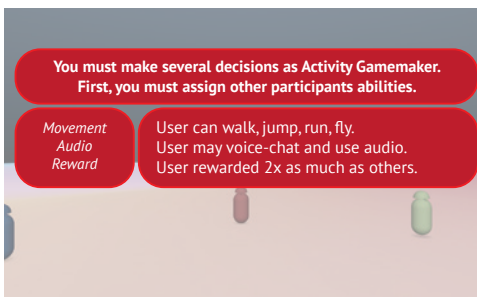 You must make several decisions as Activity Gamemaker.
First, you must assign other participants abilities.
Movement
Audio
Reward
User can walk, jump, run, fly.
User may voice-chat and use audio.
User rewarded 2x as much as others.